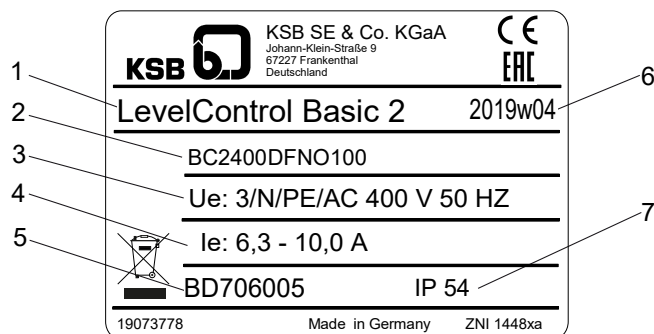 KSB
KSB SE & Co. KGaA
Johann-Klein-Straße 9
67227 Frankenthal
Deutschland
CE
EAC
1
LevelControl Basic 2
2019w04
6
2
BC2400DFNO100
3
Ue: 3/N/PE/AC 400 V 50 HZ
7
4
Ie: 6,3 - 10,0 A
5
BD706005
IP 54
19073778
Made in Germany
ZNI 1448xa